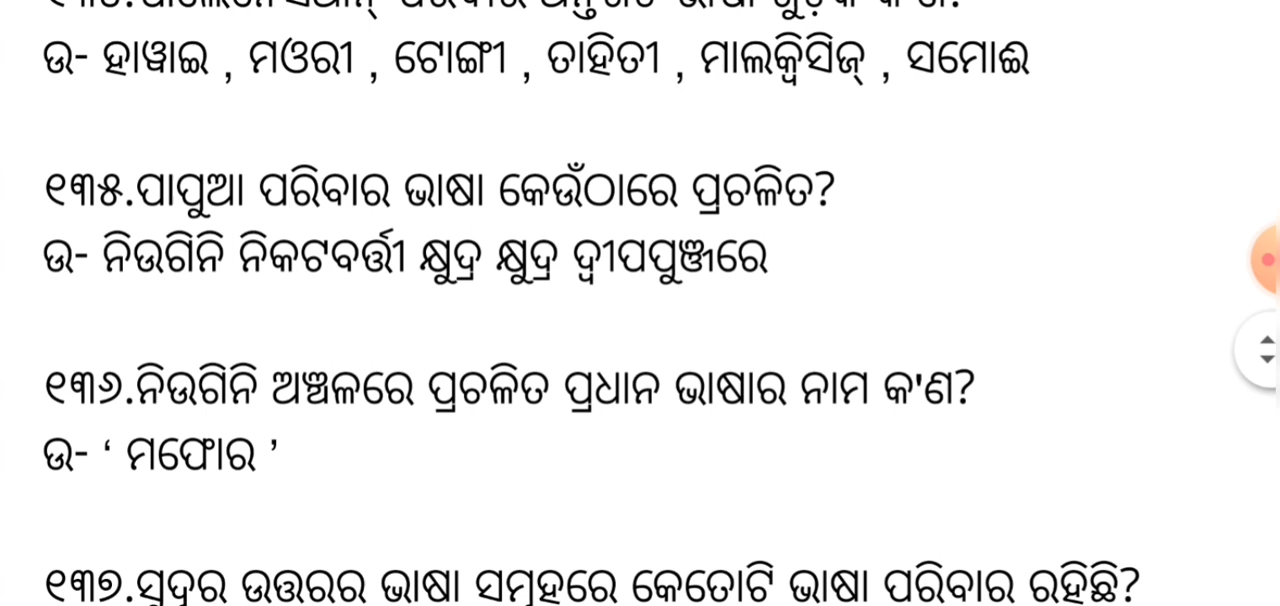 ଉ- ହାୱାଇ , ମଓରୀ , ଟୋଙ୍ଗୀ , ତାହିତୀ , ମାଲକ୍ୱିସିଜ୍ , ସମୋଈ
୧୩୫.ପାପୁଆ ପରିବାର ଭାଷା କେଉଁଠାରେ ପ୍ରଚଳିତ?
ଉ- ନିଉଗିନି ନିକଟବର୍ତ୍ତୀ କ୍ଷୁଦ୍ର କ୍ଷୁଦ୍ର ଦ୍ୱୀପପୁଞ୍ଜରେ
୧୩୬.ନିଉଗିନି ଅଞ୍ଚଳରେ ପ୍ରଚଳିତ ପ୍ରଧାନ ଭାଷାର ନାମ କ'ଣ?
ଉ- ‘ ମଫୋର ’
୧୩୭.ସୁଦୂର ଉତ୍ତରର ଭାଷା ସମୂହରେ କେତୋଟି ଭାଷା ପରିବାର ରହିଛି?